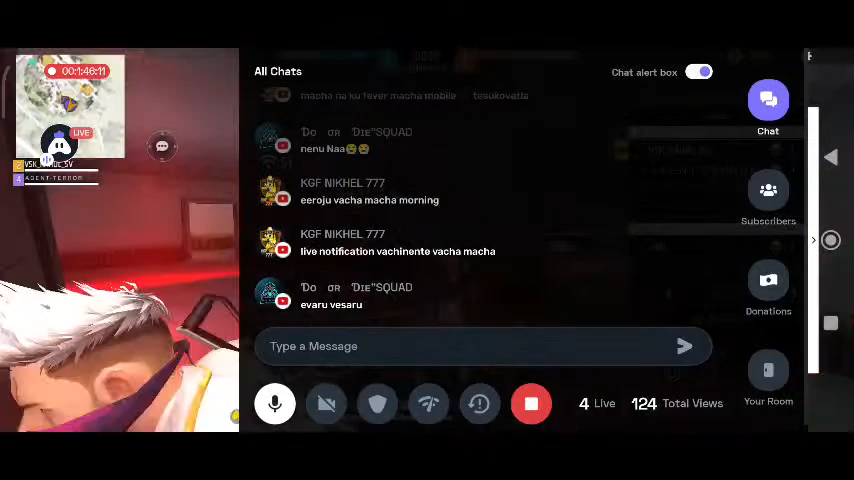 00:1:46:11
All Chats
Chat alert box
macha na ku fever macha mobile tesukovatta
Do or Die"SQUAD
LIVE
nenu Naa😥😥
Chat
AGENT-TERROR
KGF NIKHEL 777
eeroju vacha macha morning
Subscribers
KGF NIKHEL 777
live notification vachinente vacha macha
Do or Die"SQUAD
evaru vesaru
Donations
Type a Message
4 Live
124 Total Views
Your Room